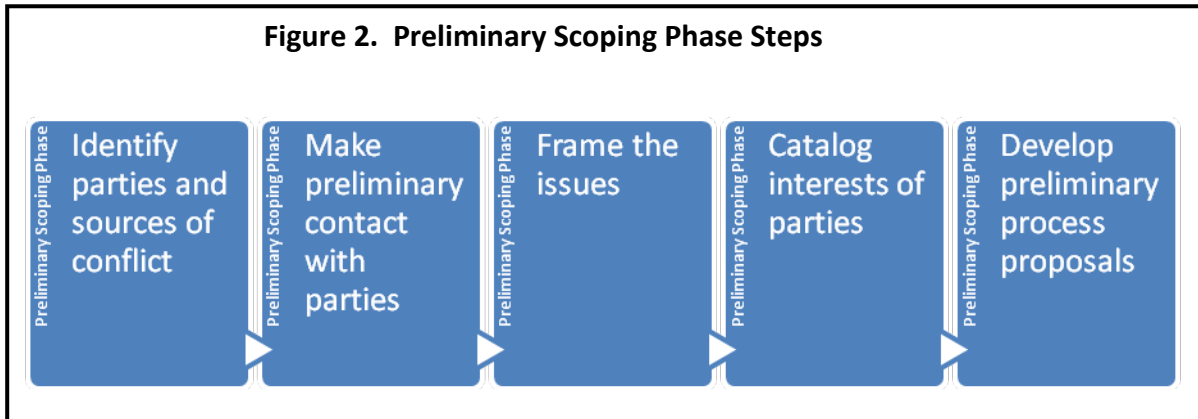 Figure 2. Preliminary Scoping Phase Steps
Preliminary Scoping Phase
Identify
parties and
sources of
conflict
Preliminary Scoping Phase
Make
preliminary
contact
with
parties
Preliminary Scoping Phase
Frame the
issues
Preliminary Scoping Phase
Catalog
interests of
parties
Preliminary Scoping Phase
Develop
preliminary
process
proposals